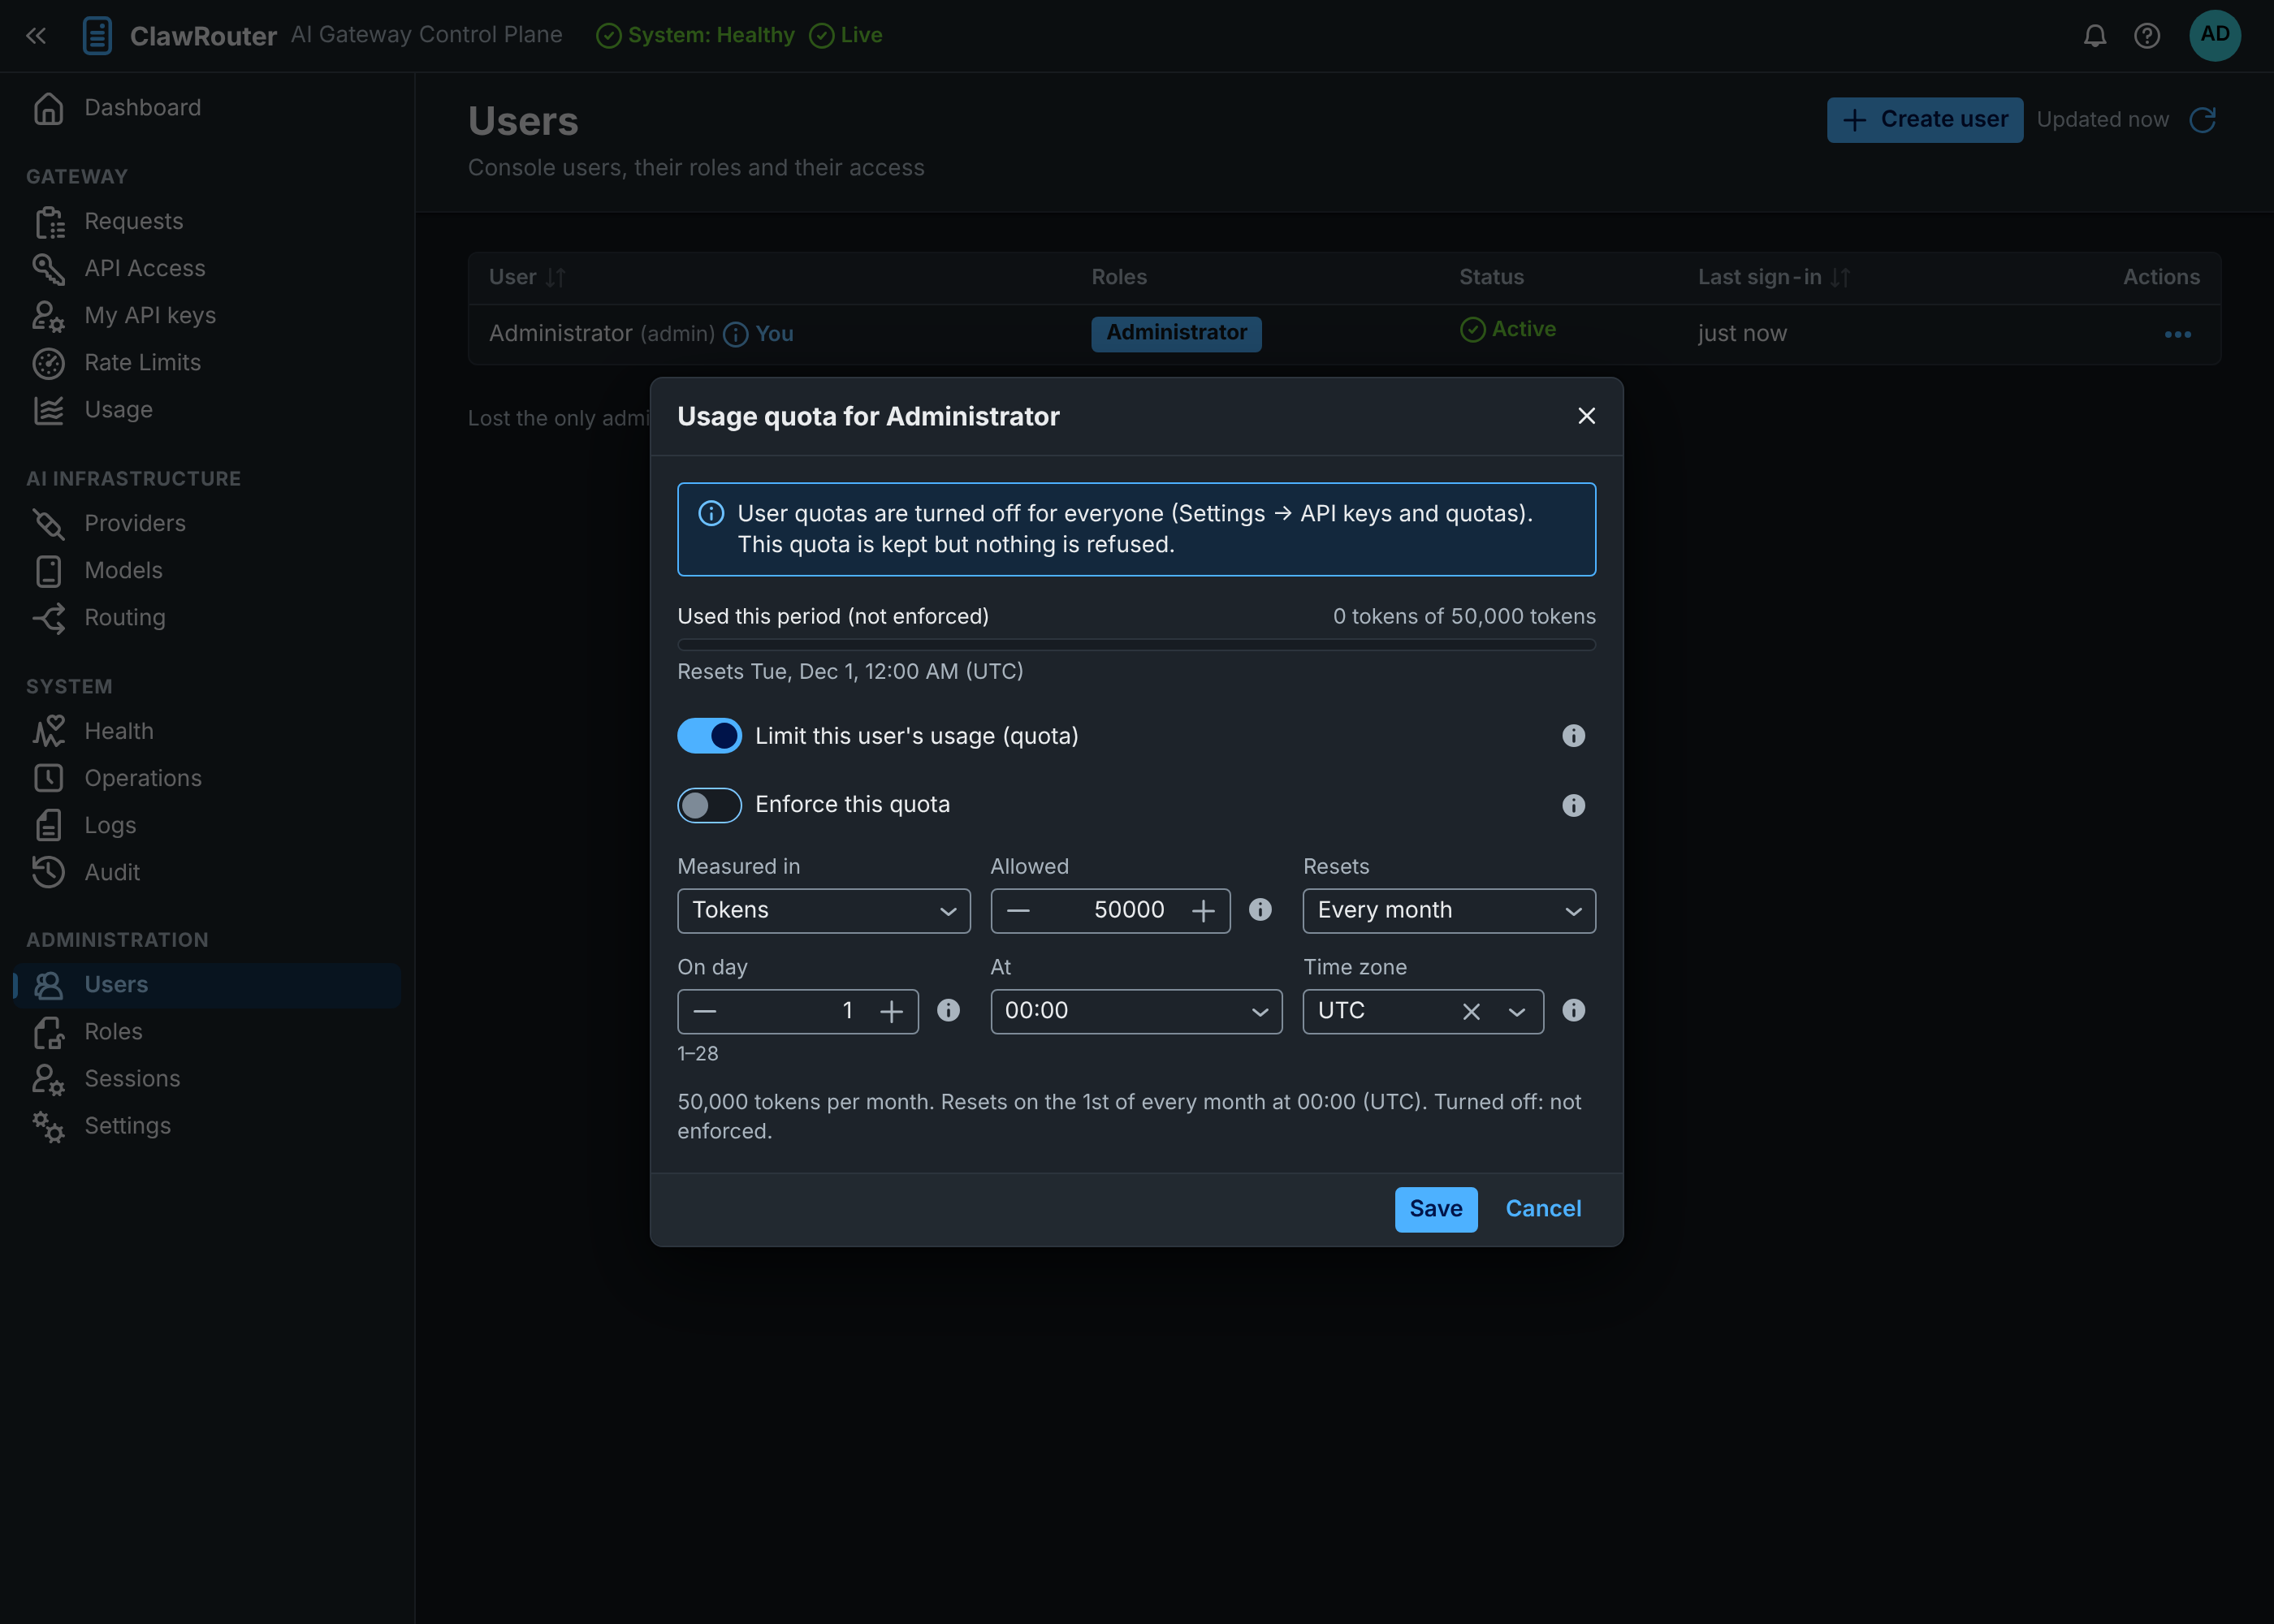 ClawRouter AI Gateway Control Plane System: Healthy Live AD
Dashboard
GATEWAY
Requests
API Access
My API keys
Rate Limits
Usage
AI INFRASTRUCTURE
Providers
Models
Routing
SYSTEM
Health
Operations
Logs
Audit
ADMINISTRATION
Users
Roles
Sessions
Settings
Users
Create user Updated now
Console users, their roles and their access
User Roles Status Last sign-in Actions
Administrator (admin) You Administrator Active just now
Lost the only admi
Usage quota for Administrator
User quotas are turned off for everyone (Settings → API keys and quotas).
This quota is kept but nothing is refused.
Used this period (not enforced) 0 tokens of 50,000 tokens
Resets Tue, Dec 1, 12:00 AM (UTC)
Limit this user's usage (quota)
Enforce this quota
Measured in Allowed Resets
Tokens 50000 Every month
On day At Time zone
1 00:00 UTC
1–28
50,000 tokens per month. Resets on the 1st of every month at 00:00 (UTC). Turned off: not
enforced.
Save Cancel